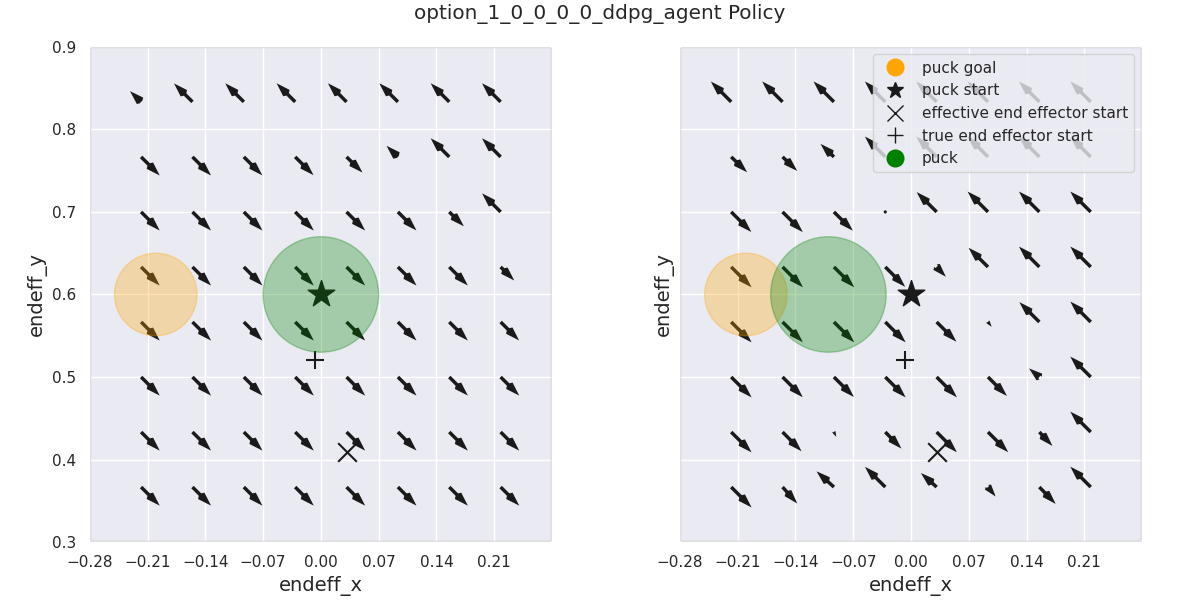 option_1_0_0_0_0_ddpg_agent Policy
0.9
0.8
0.7
0.6
0.5
0.4
0.3
endeff_y
−0.28 −0.21 −0.14 −0.07 0.00 0.07 0.14 0.21
endeff_x
puck goal
puck start
effective end effector start
true end effector start
puck
endeff_y
−0.28 −0.21 −0.14 −0.07 0.00 0.07 0.14 0.21
endeff_x